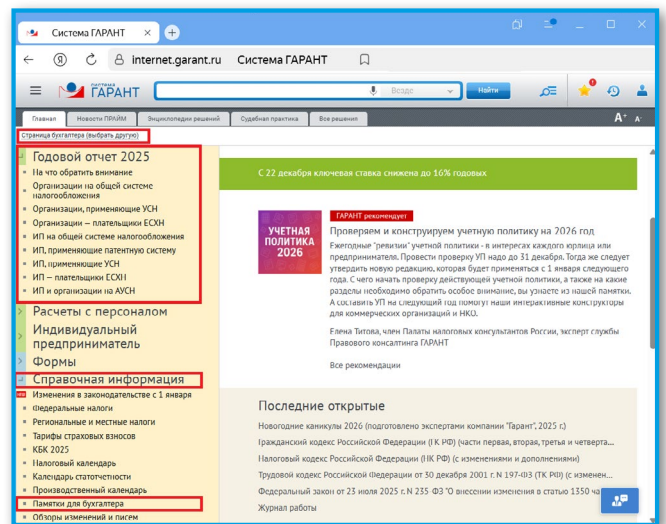 Система ГАРАНТ
internet.garant.ru Система ГАРАНТ
система
ГАРАНТ
Везде
Найти
Главная Новости ПРАЙМ Энциклопедии решений Судебная практика Все решения
А+ А-
Страница бухгалтера (выбрать другую)
Годовой отчет 2025
На что обратить внимание
Организации на общей системе
налогообложения
Организации, применяющие УСН
Организации — плательщики ЕСХН
ИП на общей системе налогообложения
ИП, применяющие патентную систему
ИП, применяющие УСН
ИП — плательщики ЕСХН
ИП и организации на АУСН
Расчеты с персоналом
Индивидуальный
предприниматель
Формы
Справочная информация
Изменения в законодательстве с 1 января
Федеральные налоги
Региональные и местные налоги
Тарифы страховых взносов
КБК 2025
Налоговый календарь
Календарь статотчетности
Производственный календарь
Памятки для бухгалтера
Обзоры изменений и писем
С 22 декабря ключевая ставка снижена до 16% годовых
УЧЕТНАЯ
ПОЛИТИКА
2026
ГАРАНТ рекомендует
Проверяем и конструируем учетную политику на 2026 год
Ежегодные "ревизии" учетной политики - в интересах каждого юрлица или
предпринимателя. Провести проверку УП надо до 31 декабря. Тогда же следует
утвердить новую редакцию, которая будет применяться с 1 января следующего
года. С чего начать проверку действующей учетной политики, а также на какие
разделы необходимо обратить особое внимание, вы узнаете из нашей памятки.
А составить УП на следующий год помогут наши интерактивные конструкторы
для коммерческих организаций и НКО.
Елена Титова, член Палаты налоговых консультантов России, эксперт службы
Правового консалтинга ГАРАНТ
Все рекомендации
Последние открытые
Новогодние каникулы 2026 (подготовлено экспертами компании "Гарант", 2025 г.)
Гражданский кодекс Российской Федерации (ГК РФ) (части первая, вторая, третья и четверта...
Налоговый кодекс Российской Федерации (НК РФ) (с изменениями и дополнениями)
Трудовой кодекс Российской Федерации от 30 декабря 2001 г. N 197-ФЗ (ТК РФ) (с изменен...
Федеральный закон от 23 июля 2025 г. N 235-ФЗ "О внесении изменения в статью 1350 ча
Журнал работы